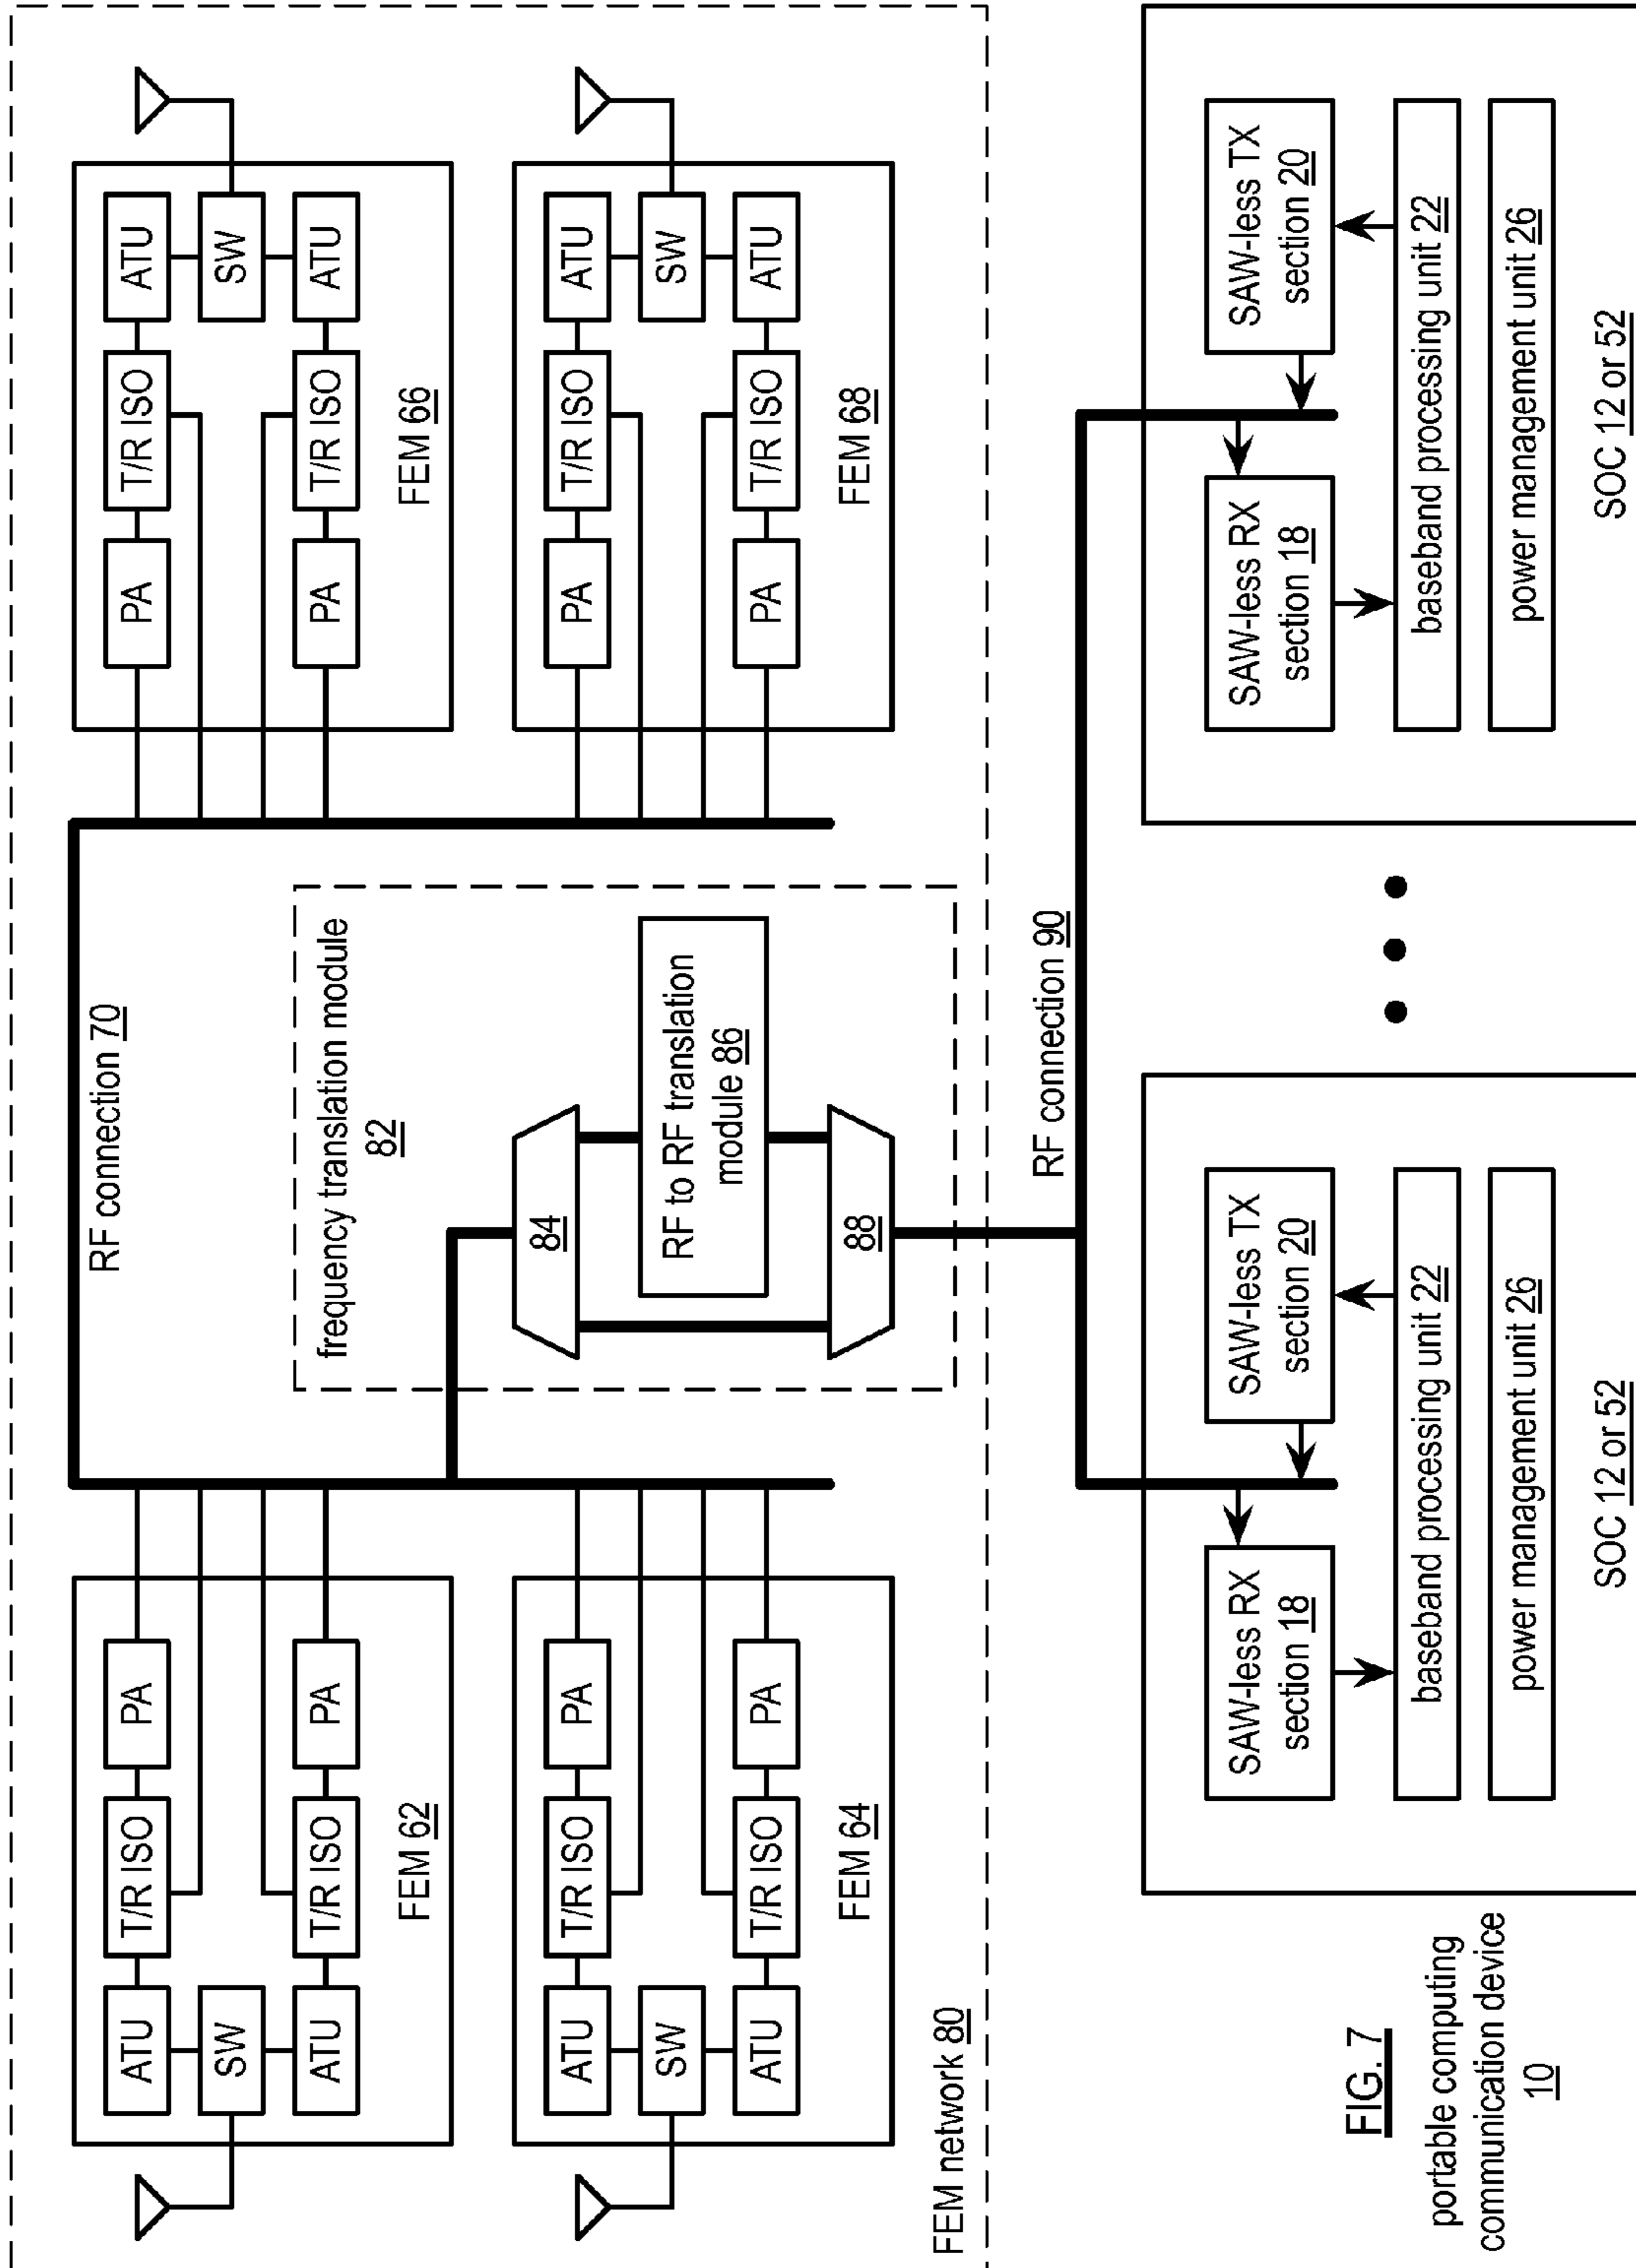 ATU
T/R ISO
PA
SW
ATU
T/R ISO
PA
FEM 62
RF connection 70
PA
T/R ISO
ATU
SW
PA
T/R ISO
ATU
FEM 66
frequency translation module
82
ATU
T/R ISO
PA
SW
ATU
T/R ISO
PA
FEM 64
84
RF to RF translation
module 86
88
PA
T/R ISO
ATU
SW
PA
T/R ISO
ATU
FEM 68
FEM network 80
RF connection 90
SAW-less RX
section 18
SAW-less TX
section 20
baseband processing unit 22
power management unit 26
SOC 12 or 52
SAW-less RX
section 18
SAW-less TX
section 20
baseband processing unit 22
power management unit 26
SOC 12 or 52
FIG. 7
portable computing
communication device
10